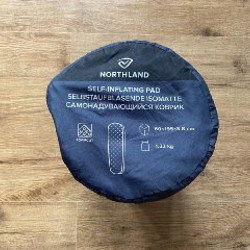 NORTHLAND
SELF-INFLATING PAD
SELBSTAUFBLASENDE ISOMATTE
САМОНАДУВАЮЩИЙСЯ КОВРИК